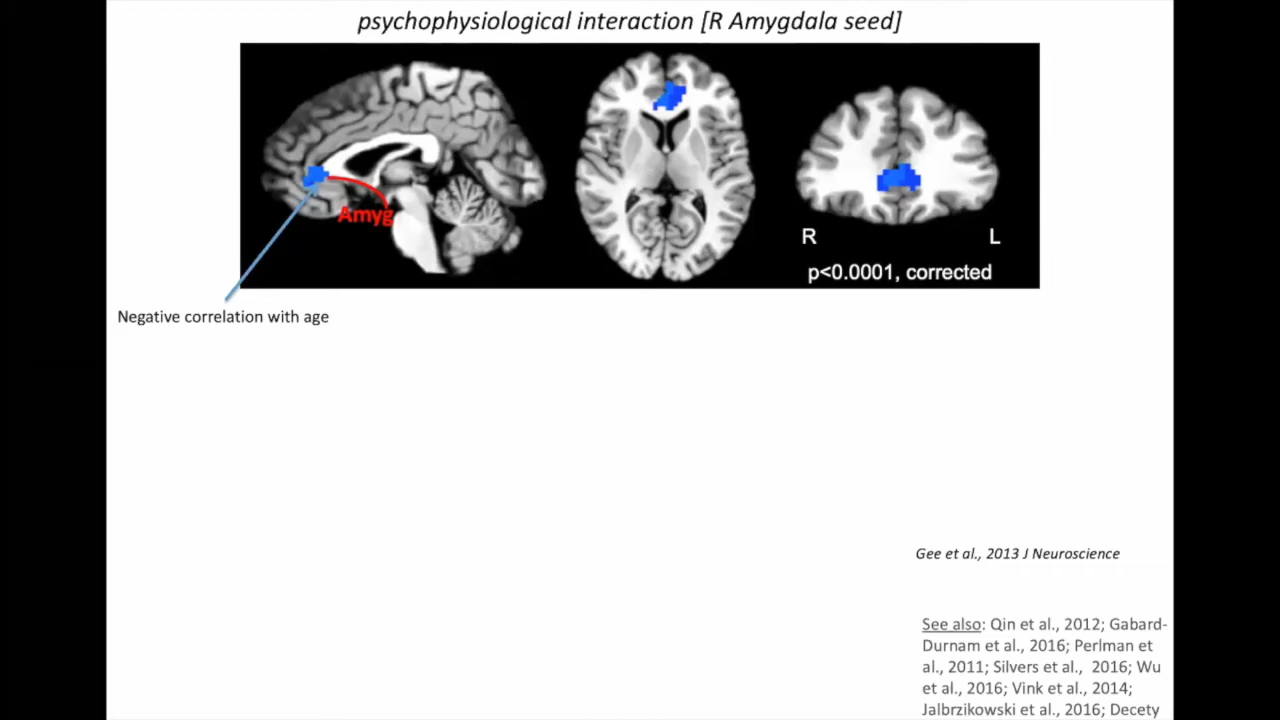 psychophysiological interaction [R Amygdala seed]
Amyg
R L
p<0.0001, corrected
Negative correlation with age
Gee et al., 2013 J Neuroscience
See also: Qin et al., 2012; Gabard-
Durnam et al., 2016; Perlman et
al., 2011; Silvers et al., 2016; Wu
et al., 2016; Vink et al., 2014;
Jalbrzikowski et al., 2016; Decety